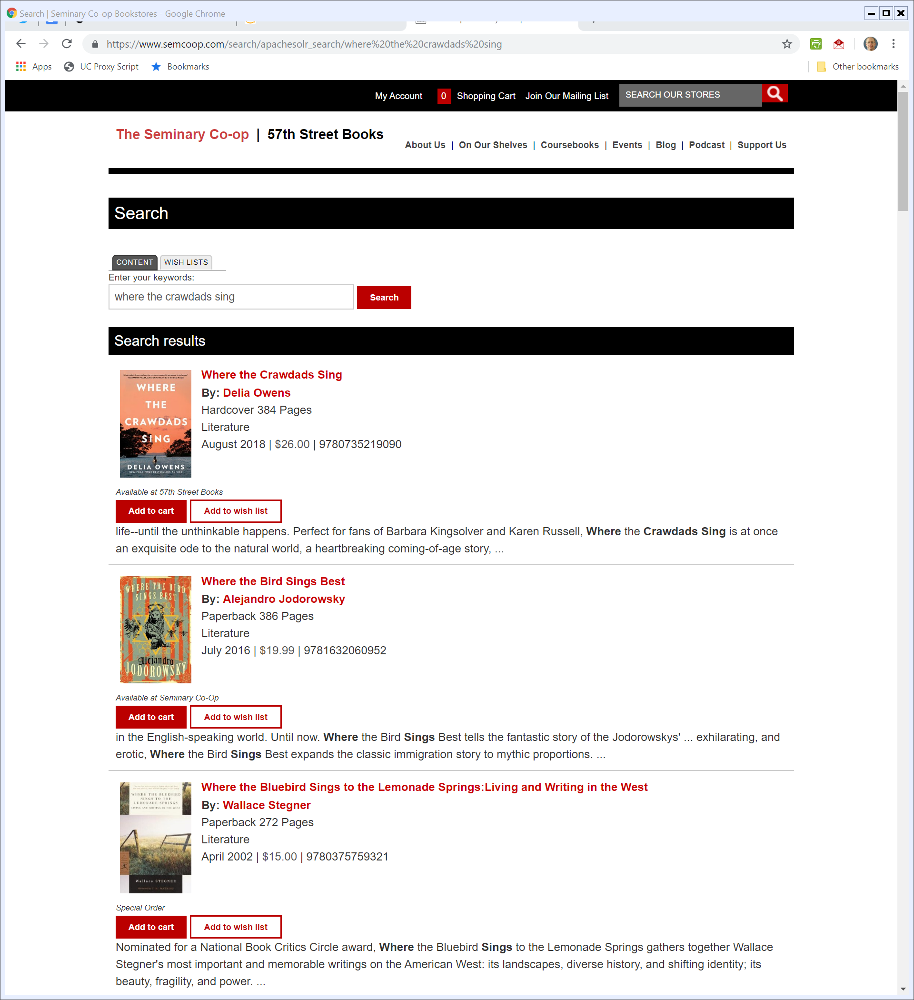 Search | Seminary Co-op Bookstores - Google Chrome
https://www.semcoop.com/search/apachesolr_search/where%20the%20crawdads%20sing
Apps UC Proxy Script Bookmarks Other bookmarks
My Account 0 Shopping Cart Join Our Mailing List SEARCH OUR STORES
The Seminary Co-op | 57th Street Books
About Us | On Our Shelves | Coursebooks | Events | Blog | Podcast | Support Us
Search
CONTENT WISH LISTS
Enter your keywords:
where the crawdads sing Search
Search results
WHERE
THE
CRAWDADS
SING
A NOVEL
DELIA OWENS
NEW YORK TIMES BESTSELLING AUTHOR
Where the Crawdads Sing
By: Delia Owens
Hardcover 384 Pages
Literature
August 2018 | $26.00 | 9780735219090
Available at 57th Street Books
Add to cart Add to wish list
life--until the unthinkable happens. Perfect for fans of Barbara Kingsolver and Karen Russell, Where the Crawdads Sing is at once
an exquisite ode to the natural world, a heartbreaking coming-of-age story, ...
WHERE THE BIRD
SINGS BEST
Alejandro
JODOROWSKY
Where the Bird Sings Best
By: Alejandro Jodorowsky
Paperback 386 Pages
Literature
July 2016 | $19.99 | 9781632060952
Available at Seminary Co-Op
Add to cart Add to wish list
in the English-speaking world. Until now. Where the Bird Sings Best tells the fantastic story of the Jodorowskys' ... exhilarating, and
erotic, Where the Bird Sings Best expands the classic immigration story to mythic proportions. ...
WHERE THE BLUEBIRD
SINGS TO THE
LEMONADE SPRINGS
LIVING AND WRITING IN THE WEST
Wallace STEGNER
Where the Bluebird Sings to the Lemonade Springs:Living and Writing in the West
By: Wallace Stegner
Paperback 272 Pages
Literature
April 2002 | $15.00 | 9780375759321
Special Order
Add to cart Add to wish list
Nominated for a National Book Critics Circle award, Where the Bluebird Sings to the Lemonade Springs gathers together Wallace
Stegner's most important and memorable writings on the American West: its landscapes, diverse history, and shifting identity; its
beauty, fragility, and power. ...